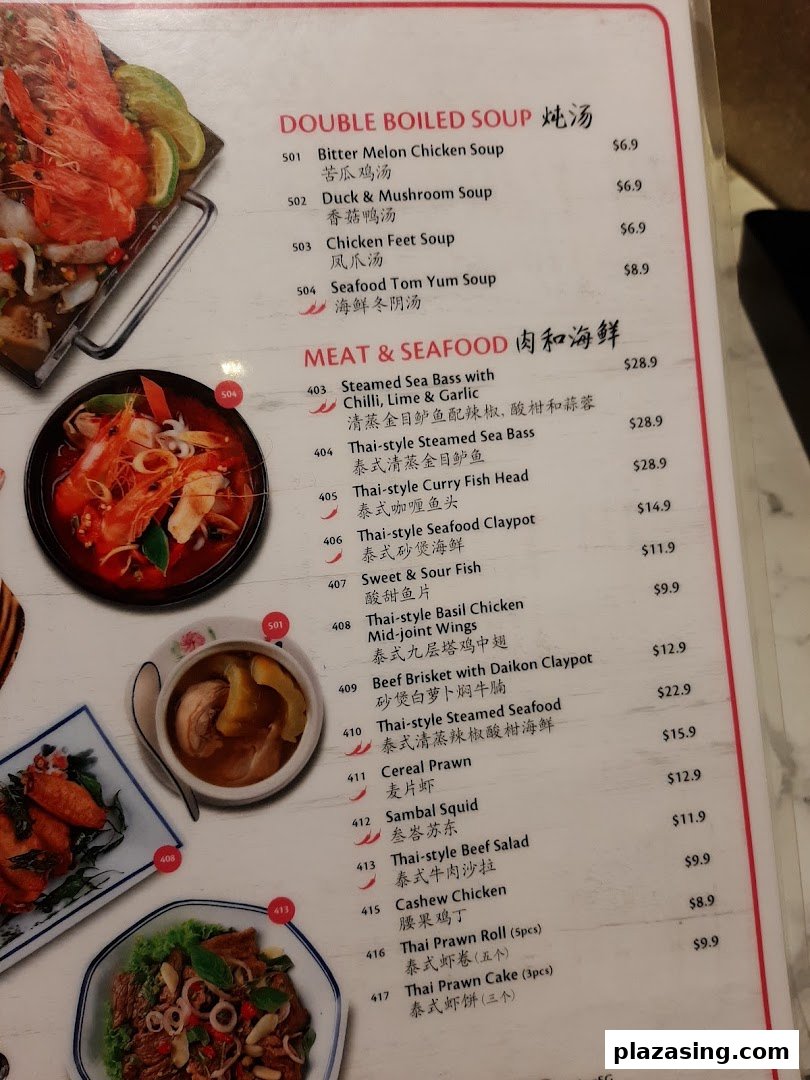 DOUBLE BOILED SOUP 炖汤
501 Bitter Melon Chicken Soup $6.9
苦瓜鸡汤
502 Duck & Mushroom Soup $6.9
香菇鸭汤
503 Chicken Feet Soup $6.9
凤爪汤
504 Seafood Tom Yum Soup $8.9
海鲜冬阴汤
MEAT & SEAFOOD 肉和海鲜
403 Steamed Sea Bass with $28.9
Chilli, Lime & Garlic
清蒸金目鲈鱼配辣椒, 酸柑和蒜蓉
404 Thai-style Steamed Sea Bass $28.9
泰式清蒸金目鲈鱼
405 Thai-style Curry Fish Head $28.9
泰式咖喱鱼头
406 Thai-style Seafood Claypot $14.9
泰式砂煲海鲜
407 Sweet & Sour Fish $11.9
酸甜鱼片
408 Thai-style Basil Chicken $9.9
Mid-joint Wings
泰式九层塔鸡中翅
409 Beef Brisket with Daikon Claypot $12.9
砂煲白萝卜焖牛腩
410 Thai-style Steamed Seafood $22.9
泰式清蒸辣椒酸柑海鲜
411 Cereal Prawn $15.9
麦片虾
412 Sambal Squid $12.9
叁峇苏东
413 Thai-style Beef Salad $11.9
泰式牛肉沙拉
415 Cashew Chicken $9.9
腰果鸡丁
416 Thai Prawn Roll (5pcs) $8.9
泰式虾卷(五个)
417 Thai Prawn Cake (3pcs) $9.9
泰式虾饼(三个)
504
501
408
413
plazasing.com